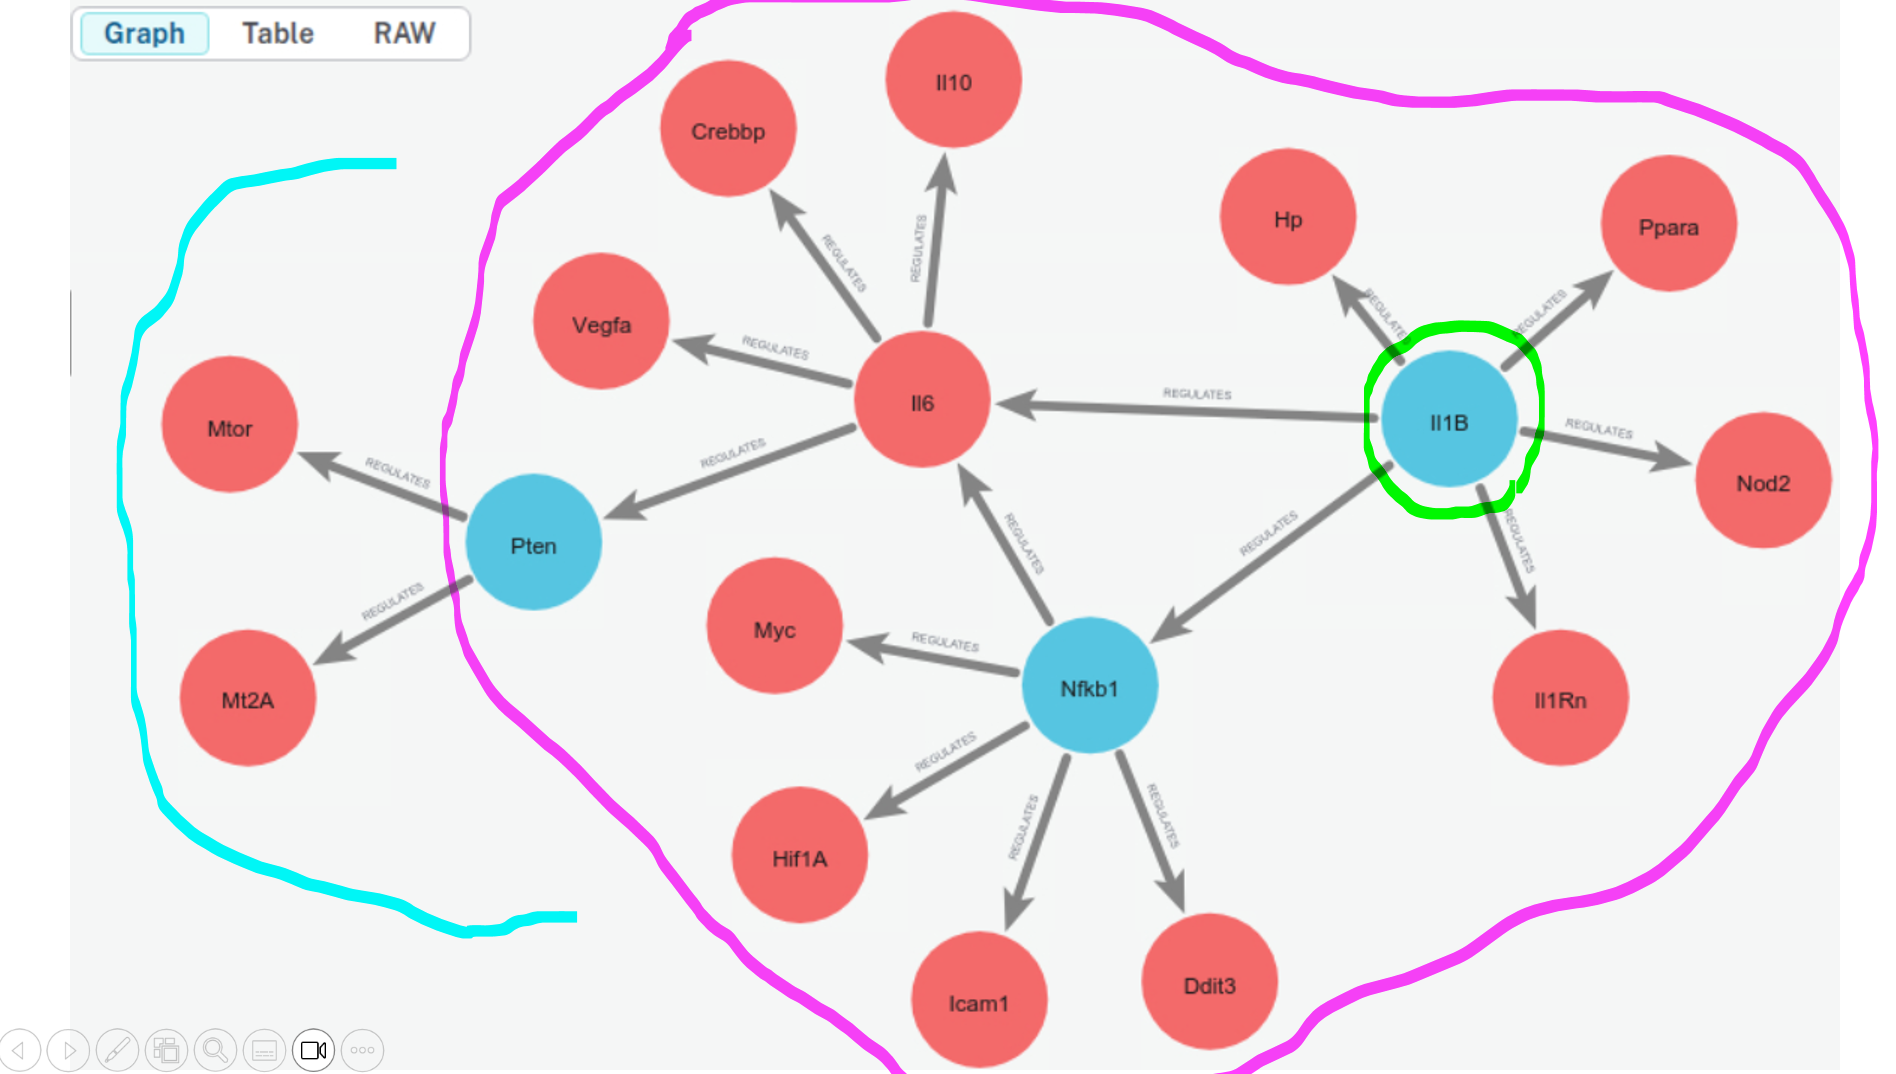 Graph Table RAW
Il10
Crebbp
Hp
Ppara
REGULATES
REGULATES
REGULATES
REGULATES
Vegfa
REGULATES
Il6
REGULATES
Il1B
Mtor
REGULATES
REGULATES
REGULATES
Nod2
Pten
REGULATES
REGULATES
REGULATES
REGULATES
Myc
REGULATES
Nfkb1
Mt2A
Il1Rn
REGULATES
REGULATES
REGULATES
Hif1A
Icam1
Ddit3